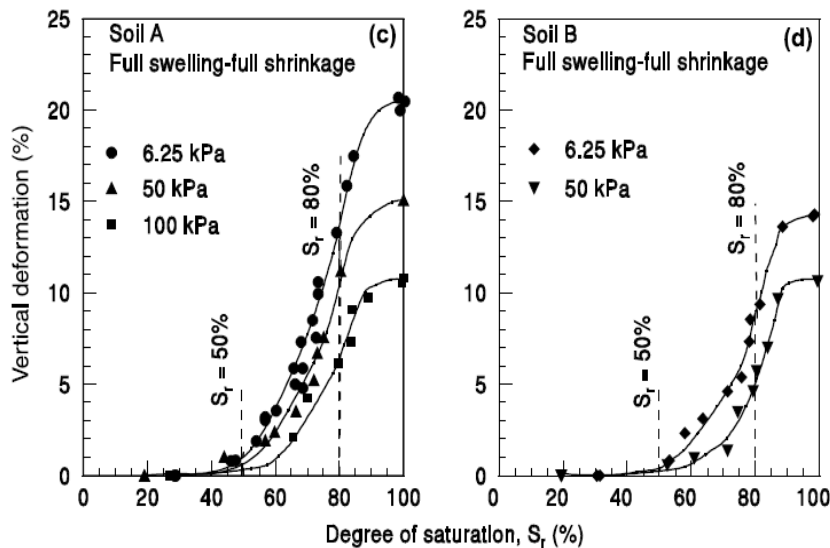 Vertical deformation (%)
25
20
15
10
5
0
Soil A
(c)
Full swelling-full shrinkage
6.25 kPa
50 kPa
100 kPa
Sr = 50%
Sr = 80%
0 20 40 60 80 100
25
20
15
10
5
0
Soil B
(d)
Full swelling-full shrinkage
6.25 kPa
50 kPa
Sr = 50%
Sr = 80%
0 20 40 60 80 100
Degree of saturation, Sr (%)